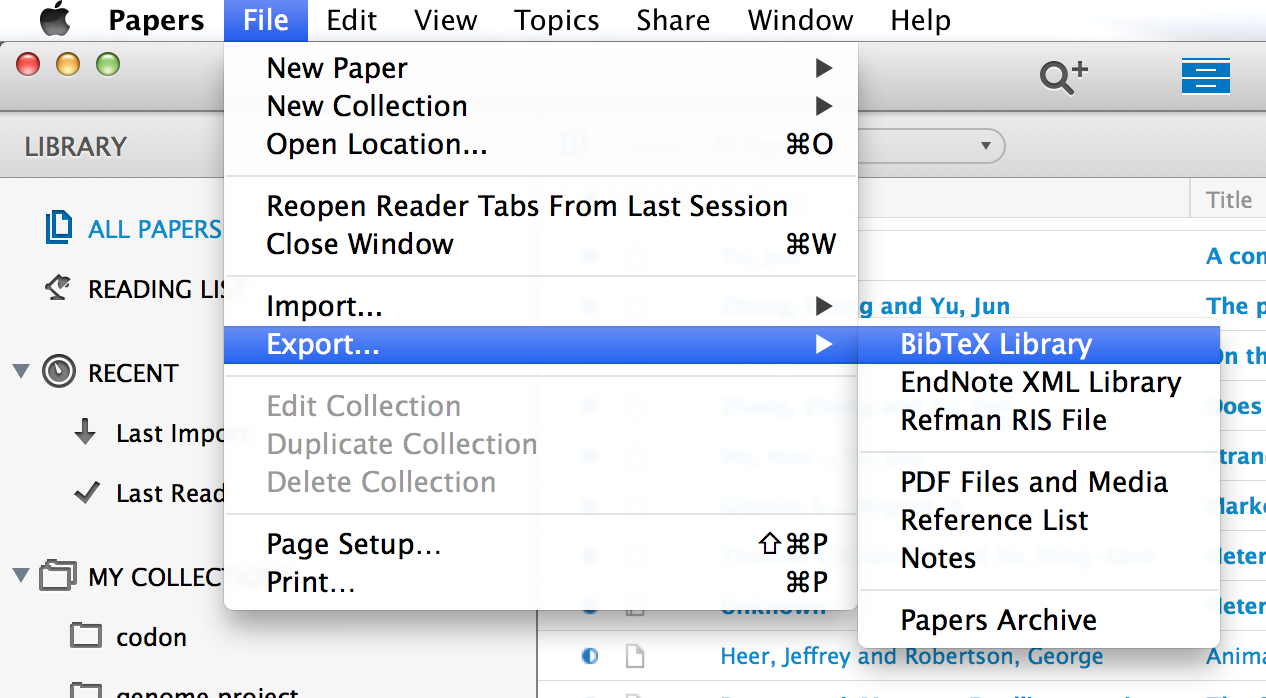 Papers File Edit View Topics Share Window Help
New Paper
New Collection
Open Location... ⌘O
LIBRARY
Reopen Reader Tabs From Last Session
Close Window ⌘W
Import...
Export...
Edit Collection
Duplicate Collection
Delete Collection
Page Setup... ⇧⌘P
Print... ⌘P
BibTeX Library
EndNote XML Library
Refman RIS File
PDF Files and Media
Reference List
Notes
Papers Archive
ALL PAPERS
READING LIST
RECENT
Last Import
Last Read
MY COLLECTIONS
codon
genome project
Title
A con
g and Yu, Jun The p
On th
Does
Stran
Marke
Heter
Unknown Heter
Heer, Jeffrey and Robertson, George Anima